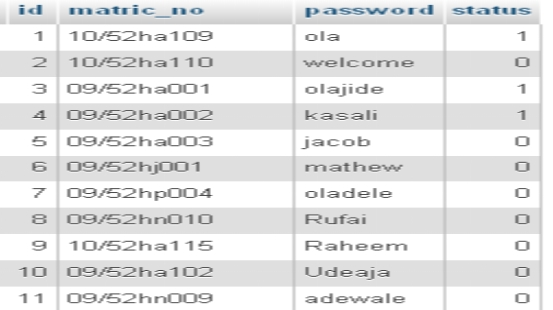 id matric_no password status
1 10/52ha109 ola 1
2 10/52ha110 welcome 0
3 09/52ha001 olajide 1
4 09/52ha002 kasali 1
5 09/52ha003 jacob 0
6 09/52hj001 mathew 0
7 09/52hp004 oladele 0
8 09/52hn010 Rufai 0
9 10/52ha115 Raheem 0
10 09/52ha102 Udeaja 0
11 09/52hn009 adewale 0